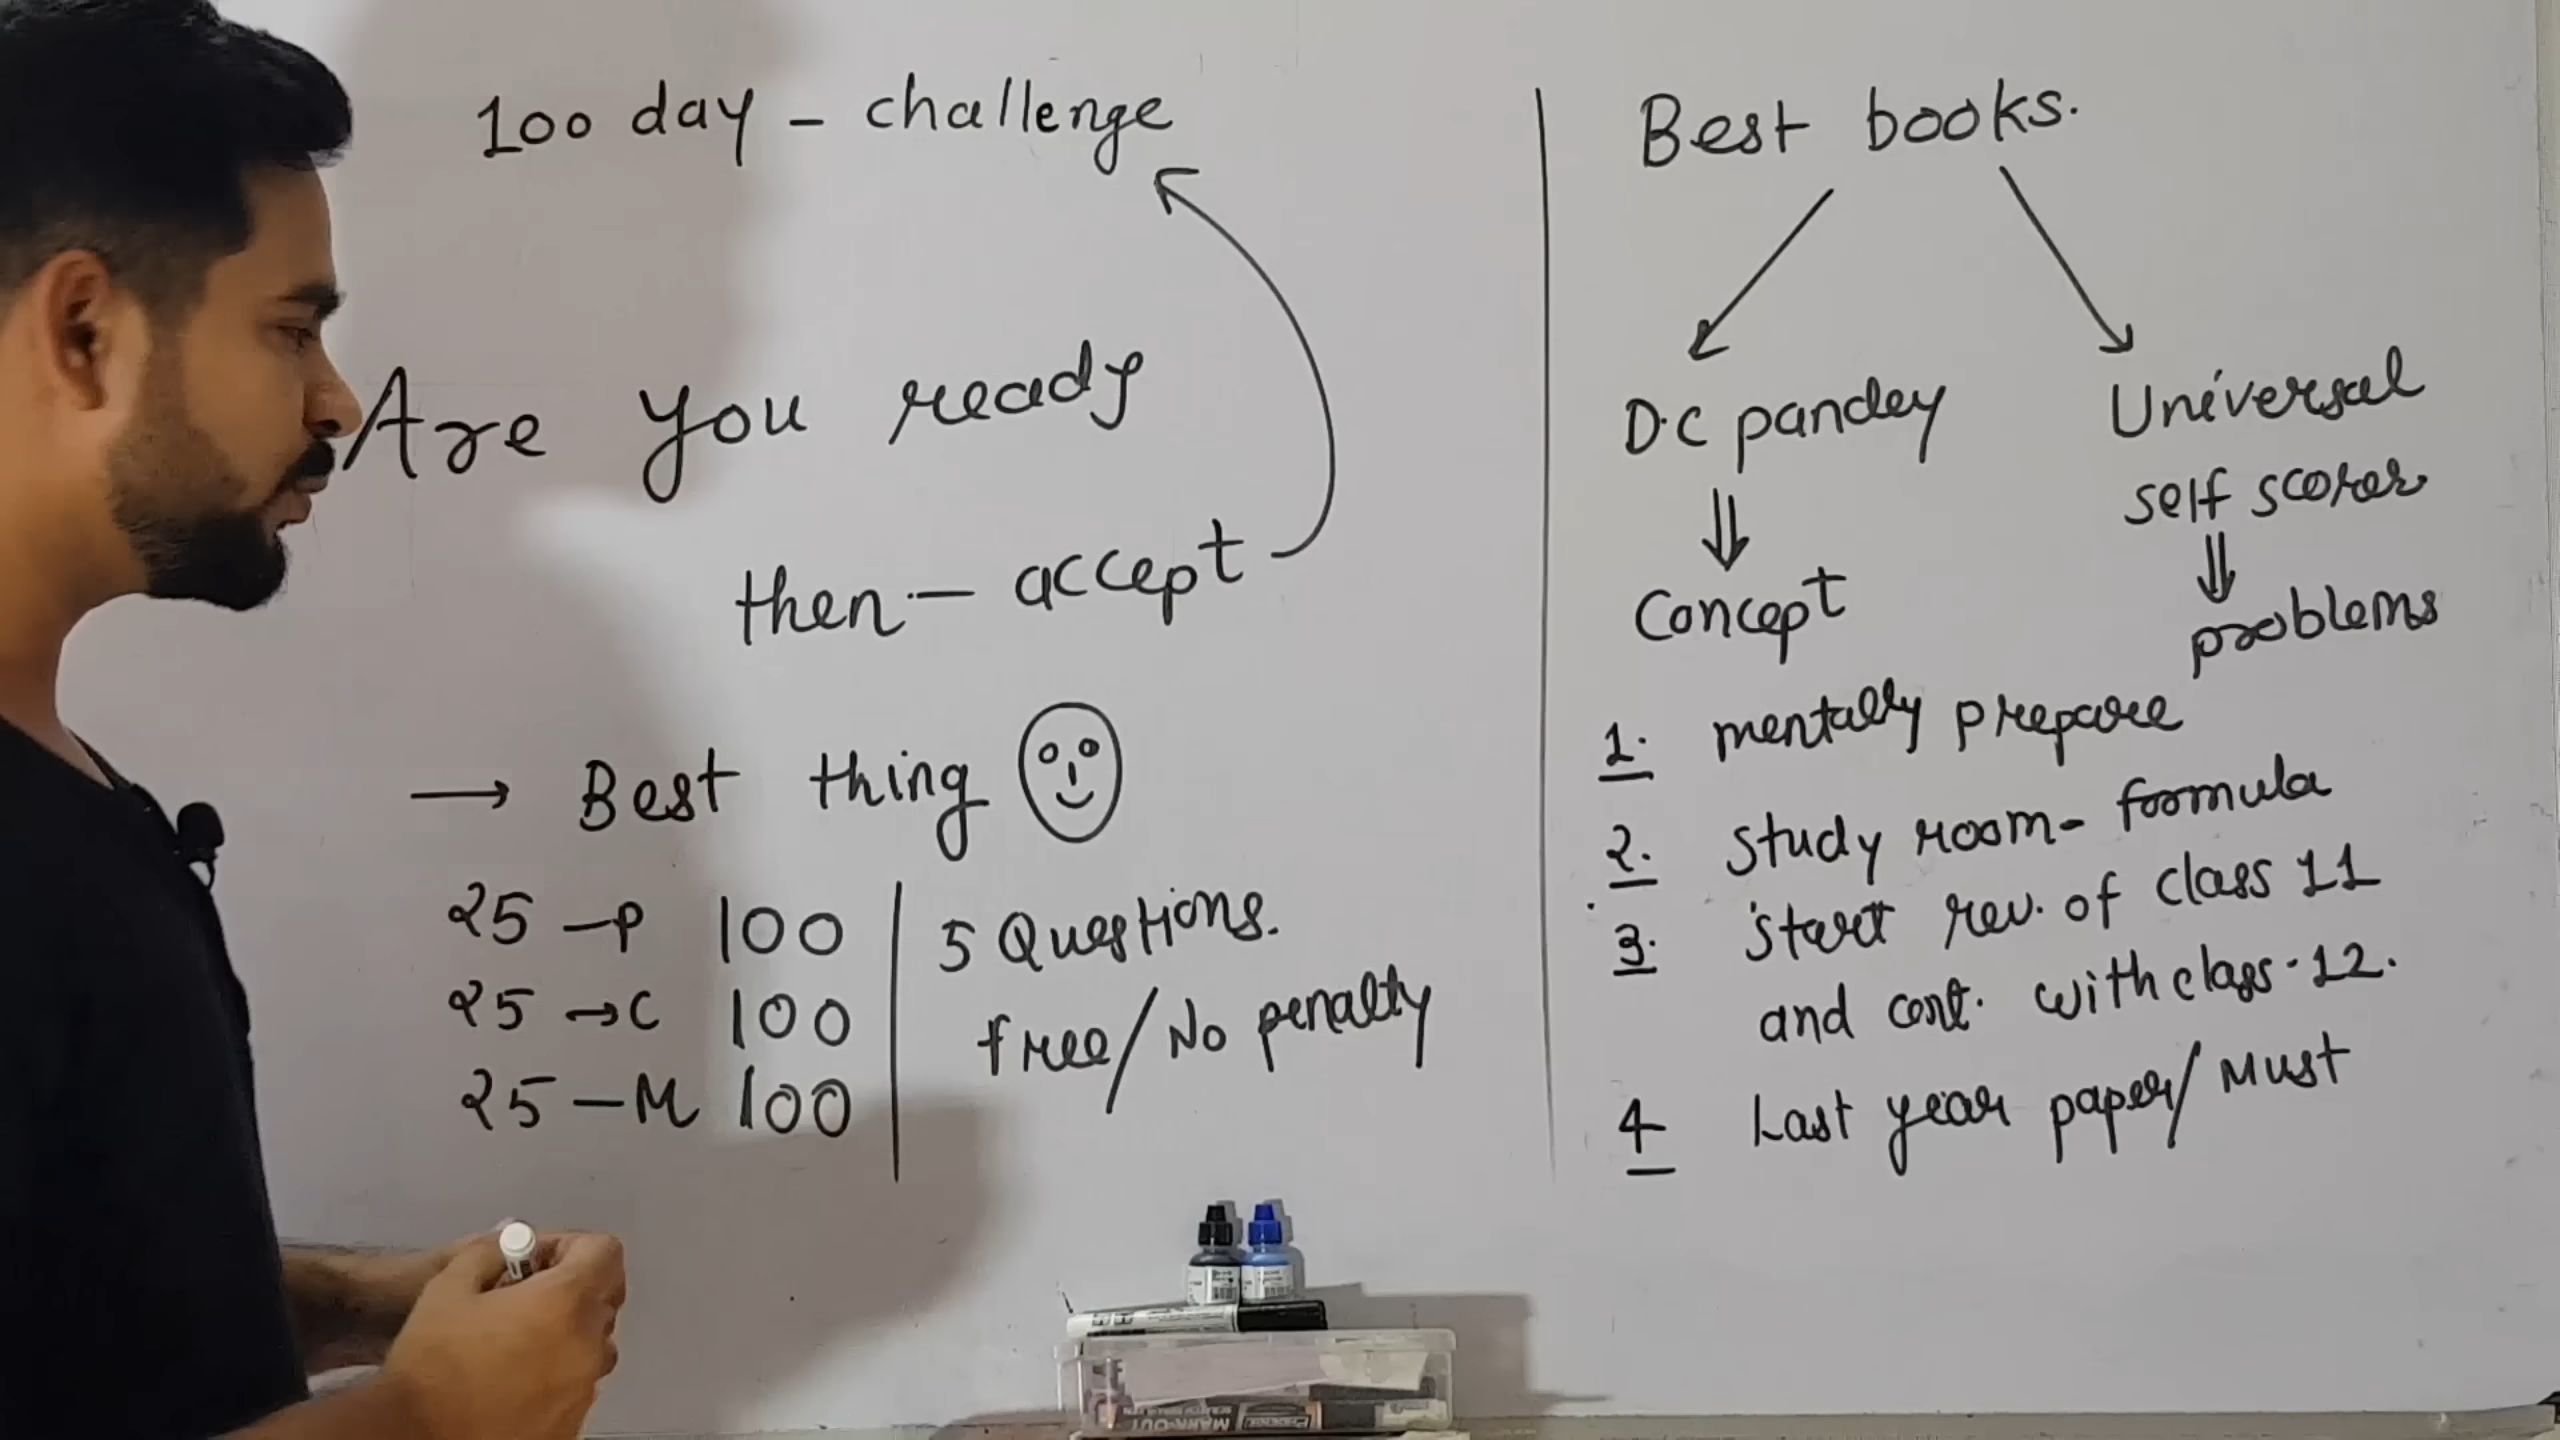 100 day - challenge
Are you ready
then - accept
→ Best thing
25 - P 100
25 → C 100
25 - M 100
5 Questions.
free / No penalty
Best books.
D.C pandey
Concept
Universal
self scorer
problems
1. mentally prepare
2. study room - formula
3. start rev. of class 11
and cont. with class - 12.
4 Last year paper / Must
MARK-OUT